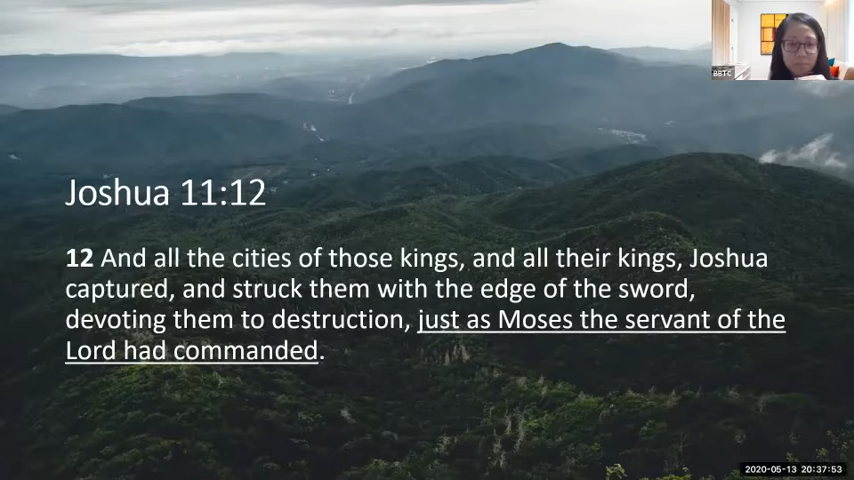 BBTC
Joshua 11:12
12 And all the cities of those kings, and all their kings, Joshua
captured, and struck them with the edge of the sword,
devoting them to destruction, just as Moses the servant of the
Lord had commanded.
2020-05-13 20:37:53